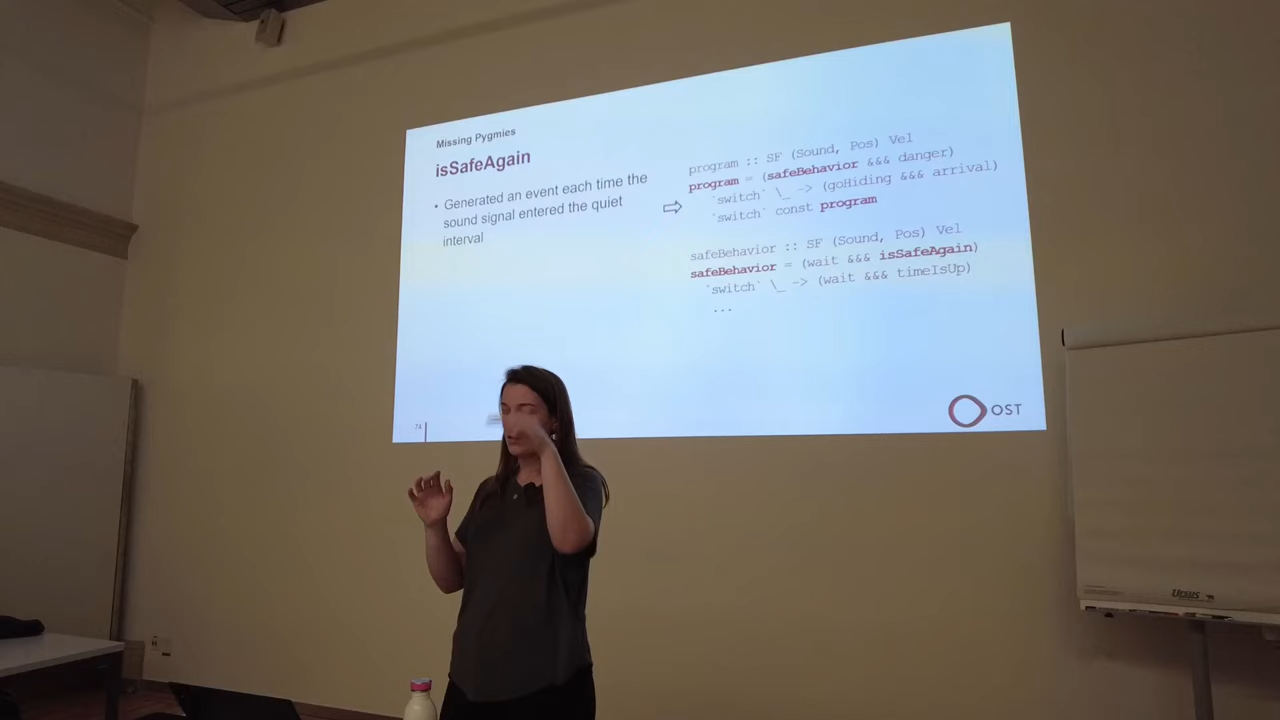 Missing Pygmies
isSafeAgain
• Generated an event each time the
sound signal entered the quiet
interval
⇨
program :: SF (Sound, Pos) Vel
program = (safeBehavior &&& danger)
`switch` \_ -> (goHiding &&& arrival)
`switch` const program
safeBehavior :: SF (Sound, Pos) Vel
safeBehavior = (wait &&& isSafeAgain)
`switch` \_ -> (wait &&& timeIsUp)
...
74
OST
Ursus